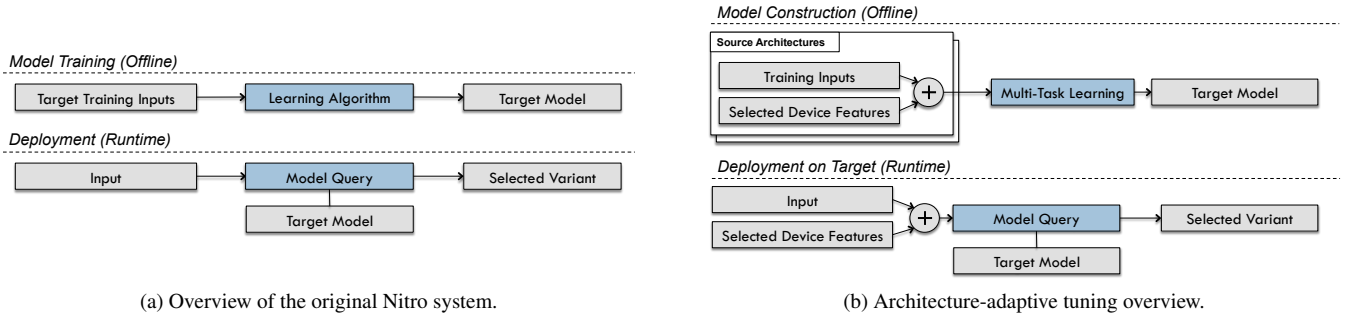 Model Training (Offline)
Target Training Inputs
Learning Algorithm
Target Model
Deployment (Runtime)
Input
Model Query
Selected Variant
Target Model
(a) Overview of the original Nitro system.
Model Construction (Offline)
Source Architectures
Training Inputs
Selected Device Features
+
Multi-Task Learning
Target Model
Deployment on Target (Runtime)
Input
Selected Device Features
+
Model Query
Selected Variant
Target Model
(b) Architecture-adaptive tuning overview.